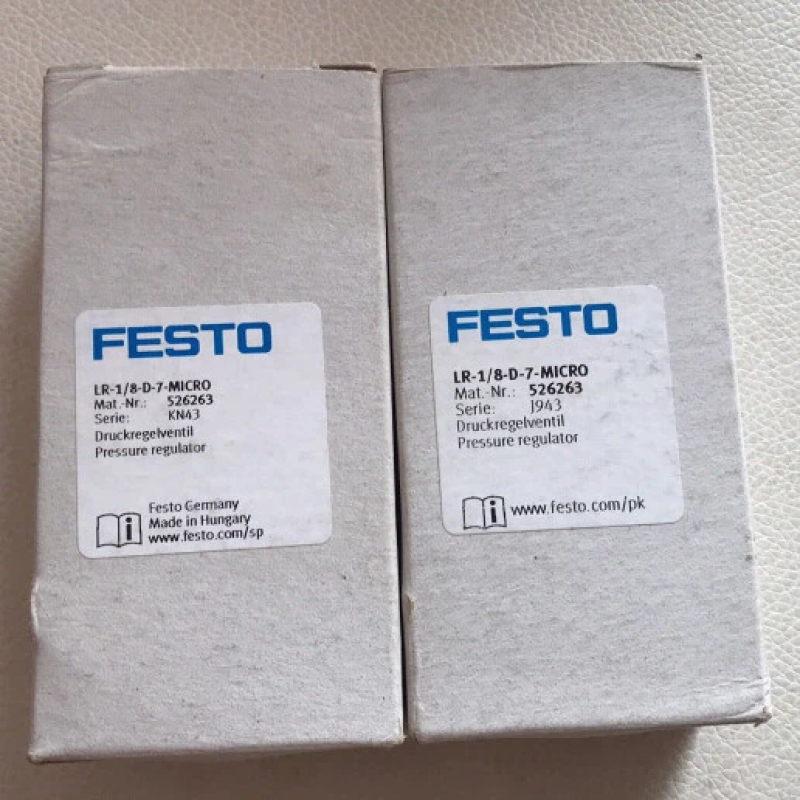 FESTO
LR-1/8-D-7-MICRO
Mat.-Nr.: 526263
Serie: KN43
Druckregelventil
Pressure regulator
Festo Germany
Made in Hungary
www.festo.com/sp
FESTO
LR-1/8-D-7-MICRO
Mat.-Nr.: 526263
Serie: J943
Druckregelventil
Pressure regulator
www.festo.com/pk